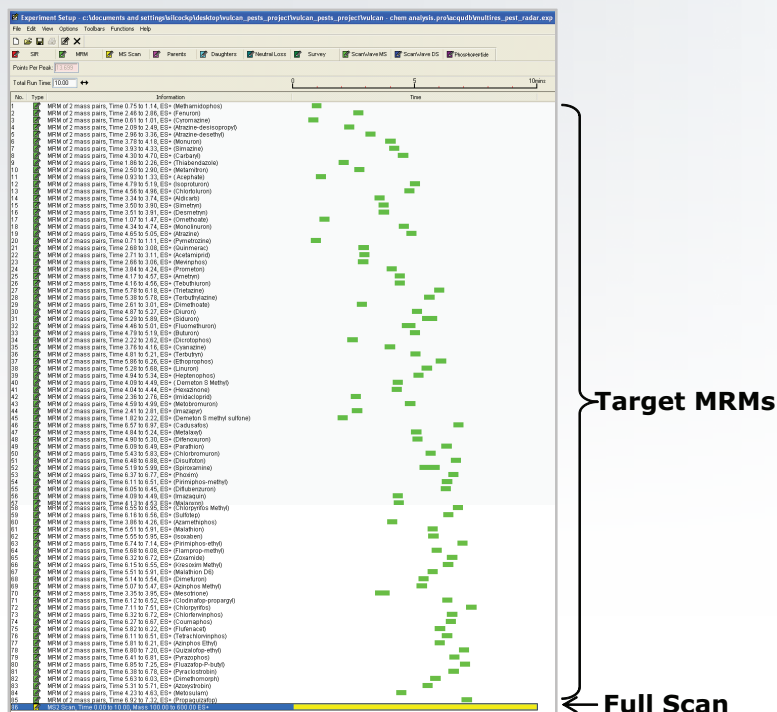 Experiment Setup - c:\documents and settings\silcockp\desktop\vulcan_pests_project\vulcan_pests_project\vulcan - chem analysis.pro\acqudb\multires_pest_radar.exp
File Edit View Options Toolbars Functions Help
SIR MRM MS Scan Parents Daughters Neutral Loss Survey ScanWave MS ScanWave DS
Points Per Peak:
Total Run Time: 10.00 0 5 10mins
No. Type Information Time
1 MRM of 2 mass pairs, Time 0.75 to 1.14, ES+ (Methamidophos)
2 MRM of 2 mass pairs, Time 2.46 to 2.86, ES+ (Fenuron)
3 MRM of 2 mass pairs, Time 0.61 to 1.01, ES+ (Cyromazine)
4 MRM of 2 mass pairs, Time 2.09 to 2.49, ES+ (Atrazine-desisopropyl)
5 MRM of 2 mass pairs, Time 2.96 to 3.36, ES+ (Atrazine-desethyl)
6 MRM of 2 mass pairs, Time 3.78 to 4.18, ES+ (Monuron)
7 MRM of 2 mass pairs, Time 3.93 to 4.33, ES+ (Simazine)
8 MRM of 2 mass pairs, Time 4.30 to 4.70, ES+ (Carbaryl)
9 MRM of 2 mass pairs, Time 1.86 to 2.26, ES+ (Thiabendazole)
10 MRM of 2 mass pairs, Time 2.50 to 2.90, ES+ (Metamitron)
11 MRM of 2 mass pairs, Time 0.93 to 1.33, ES+ ( Acephate)
12 MRM of 2 mass pairs, Time 4.79 to 5.19, ES+ (Isoproturon)
13 MRM of 2 mass pairs, Time 4.56 to 4.96, ES+ (Chlortoluron)
14 MRM of 2 mass pairs, Time 3.34 to 3.74, ES+ (Aldicarb)
15 MRM of 2 mass pairs, Time 3.50 to 3.90, ES+ (Simetryn)
16 MRM of 2 mass pairs, Time 3.51 to 3.91, ES+ (Desmetryn)
17 MRM of 2 mass pairs, Time 1.07 to 1.47, ES+ (Omethoate)
18 MRM of 2 mass pairs, Time 4.34 to 4.74, ES+ (Monolinuron)
19 MRM of 2 mass pairs, Time 4.65 to 5.05, ES+ (Atrazine)
20 MRM of 2 mass pairs, Time 0.71 to 1.11, ES+ (Pymetrozine)
21 MRM of 2 mass pairs, Time 2.68 to 3.08, ES+ (Quinmerac)
22 MRM of 2 mass pairs, Time 2.71 to 3.11, ES+ (Acetamiprid)
23 MRM of 2 mass pairs, Time 2.66 to 3.06, ES+ (Mevinphos)
24 MRM of 2 mass pairs, Time 3.84 to 4.24, ES+ (Prometon)
25 MRM of 2 mass pairs, Time 4.17 to 4.57, ES+ (Ametryn)
26 MRM of 2 mass pairs, Time 4.16 to 4.56, ES+ (Tebuthiuron)
27 MRM of 2 mass pairs, Time 5.78 to 6.18, ES+ (Trietazine)
28 MRM of 2 mass pairs, Time 5.38 to 5.78, ES+ (Terbuthylazine)
29 MRM of 2 mass pairs, Time 2.61 to 3.01, ES+ (Dimethoate)
30 MRM of 2 mass pairs, Time 4.87 to 5.27, ES+ (Diuron)
31 MRM of 2 mass pairs, Time 5.29 to 5.89, ES+ (Siduron)
32 MRM of 2 mass pairs, Time 4.46 to 5.01, ES+ (Fluomethuron)
33 MRM of 2 mass pairs, Time 4.79 to 5.19, ES+ (Buturon)
34 MRM of 2 mass pairs, Time 2.22 to 2.62, ES+ (Dicrotophos)
35 MRM of 2 mass pairs, Time 3.76 to 4.16, ES+ (Cyanazine)
36 MRM of 2 mass pairs, Time 4.81 to 5.21, ES+ (Terbutryn)
37 MRM of 2 mass pairs, Time 5.86 to 6.26, ES+ (Ethoprophos)
38 MRM of 2 mass pairs, Time 5.28 to 5.68, ES+ (Linuron)
39 MRM of 2 mass pairs, Time 4.94 to 5.34, ES+ (Heptenophos)
40 MRM of 2 mass pairs, Time 4.09 to 4.49, ES+ ( Demeton S Methyl)
41 MRM of 2 mass pairs, Time 4.04 to 4.44, ES+ (Hexazinone)
42 MRM of 2 mass pairs, Time 2.36 to 2.76, ES+ (Imidacloprid)
43 MRM of 2 mass pairs, Time 4.59 to 4.99, ES+ (Metobromuron)
44 MRM of 2 mass pairs, Time 2.41 to 2.81, ES+ (Imazapyr)
45 MRM of 2 mass pairs, Time 1.82 to 2.22, ES+ (Demeton S methyl sulfone)
46 MRM of 2 mass pairs, Time 6.57 to 6.97, ES+ (Cadusafos)
47 MRM of 2 mass pairs, Time 4.84 to 5.24, ES+ (Metalaxyl)
48 MRM of 2 mass pairs, Time 4.90 to 5.30, ES+ (Difenoxuron)
49 MRM of 2 mass pairs, Time 6.09 to 6.49, ES+ (Parathion)
50 MRM of 2 mass pairs, Time 5.43 to 5.83, ES+ (Chlorbromuron)
51 MRM of 2 mass pairs, Time 6.48 to 6.88, ES+ (Disulfoton)
52 MRM of 2 mass pairs, Time 5.19 to 5.99, ES+ (Spiroxamine)
53 MRM of 2 mass pairs, Time 6.37 to 6.77, ES+ (Phoxim)
54 MRM of 2 mass pairs, Time 6.11 to 6.51, ES+ (Pirimiphos-methyl)
55 MRM of 2 mass pairs, Time 6.05 to 6.45, ES+ (Diflubenzuron)
56 MRM of 2 mass pairs, Time 4.09 to 4.49, ES+ (Imazaquin)
57 MRM of 2 mass pairs, Time 4.13 to 4.53, ES+ (Malaoxon)
58 MRM of 2 mass pairs, Time 6.55 to 6.95, ES+ (Chlorpyrifos Methyl)
59 MRM of 2 mass pairs, Time 6.16 to 6.56, ES+ (Sulfotep)
60 MRM of 2 mass pairs, Time 3.86 to 4.26, ES+ (Azamethiphos)
61 MRM of 2 mass pairs, Time 5.51 to 5.91, ES+ (Malathion)
62 MRM of 2 mass pairs, Time 5.55 to 5.95, ES+ (Isoxaben)
63 MRM of 2 mass pairs, Time 6.74 to 7.14, ES+ (Pirimiphos-ethyl)
64 MRM of 2 mass pairs, Time 5.68 to 6.08, ES+ (Flamprop-methyl)
65 MRM of 2 mass pairs, Time 6.32 to 6.72, ES+ (Zoxamide)
66 MRM of 2 mass pairs, Time 6.15 to 6.55, ES+ (Kresoxim Methyl)
67 MRM of 2 mass pairs, Time 5.51 to 5.91, ES+ (Malathion D6)
68 MRM of 2 mass pairs, Time 5.14 to 5.54, ES+ (Dimefuron)
69 MRM of 2 mass pairs, Time 5.07 to 5.47, ES+ (Azinphos Methyl)
70 MRM of 2 mass pairs, Time 3.35 to 3.95, ES+ (Mesotrione)
71 MRM of 2 mass pairs, Time 6.12 to 6.52, ES+ (Clodinafop-propargyl)
72 MRM of 2 mass pairs, Time 7.11 to 7.51, ES+ (Chlorpyrifos)
73 MRM of 2 mass pairs, Time 6.32 to 6.72, ES+ (Chlorfenvinphos)
74 MRM of 2 mass pairs, Time 6.27 to 6.67, ES+ (Coumaphos)
75 MRM of 2 mass pairs, Time 5.82 to 6.22, ES+ (Flufenacet)
76 MRM of 2 mass pairs, Time 6.11 to 6.51, ES+ (Tetrachlorvinphos)
77 MRM of 2 mass pairs, Time 5.81 to 6.21, ES+ (Azinphos Ethyl)
78 MRM of 2 mass pairs, Time 6.80 to 7.20, ES+ (Quizalofop-ethyl)
79 MRM of 2 mass pairs, Time 6.41 to 6.81, ES+ (Pyrazophos)
80 MRM of 2 mass pairs, Time 6.85 to 7.25, ES+ (Fluazafop-P-butyl)
81 MRM of 2 mass pairs, Time 6.38 to 6.78, ES+ (Pyraclostrobin)
82 MRM of 2 mass pairs, Time 5.63 to 6.03, ES+ (Dimethomorph)
83 MRM of 2 mass pairs, Time 5.31 to 5.71, ES+ (Azoxystrobin)
84 MRM of 2 mass pairs, Time 4.23 to 4.63, ES+ (Metosulam)
85 MRM of 2 mass pairs, Time 6.92 to 7.32, ES+ (Propaquizafop)
86 MS2 Scan, Time 0.00 to 10.00, Mass 100.00 to 600.00 ES+
Target MRMs
Full Scan